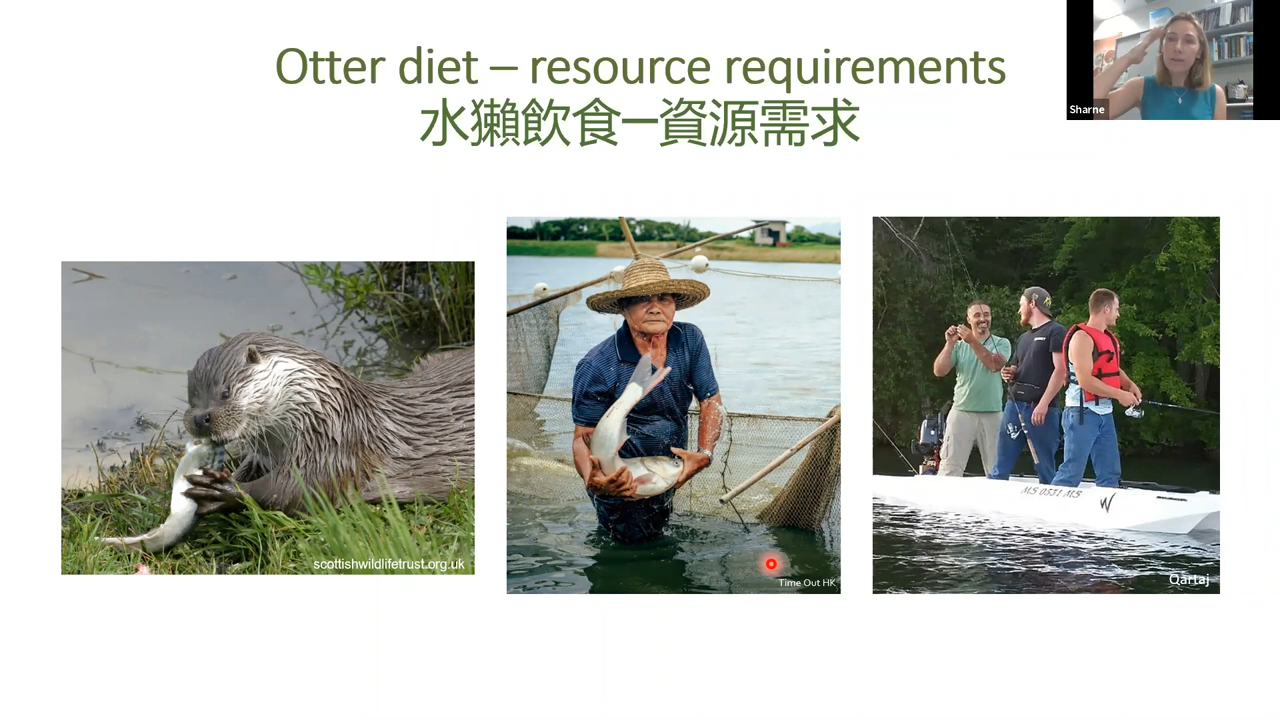 Otter diet – resource requirements
水獺飲食–資源需求
Sharne
scottishwildlifetrust.org.uk
Time Out HK
MS 0531 MS
W
Qartaj